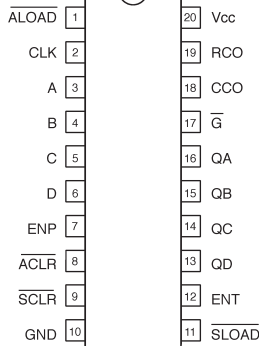 ALOAD 1 20 Vcc
CLK 2 19 RCO
A 3 18 CCO
B 4 17 G
C 5 16 QA
D 6 15 QB
ENP 7 14 QC
ACLR 8 13 QD
SCLR 9 12 ENT
GND 10 11 SLOAD